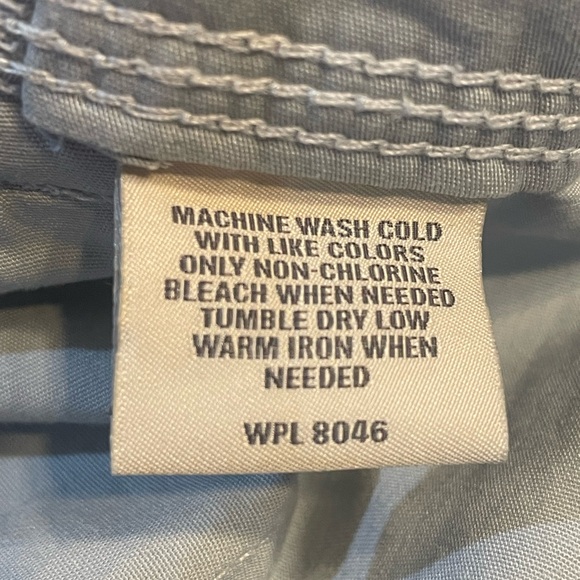 MACHINE WASH COLD
WITH LIKE COLORS
ONLY NON-CHLORINE
BLEACH WHEN NEEDED
TUMBLE DRY LOW
WARM IRON WHEN
NEEDED
WPL 8046